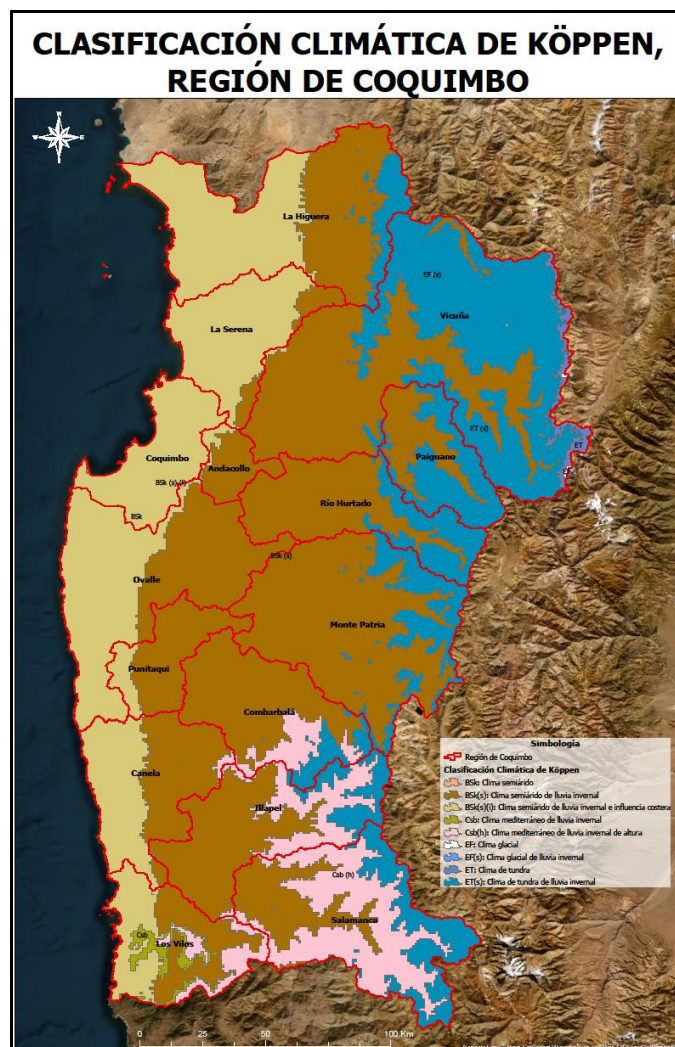 CLASIFICACIÓN CLIMÁTICA DE KÖPPEN,
REGIÓN DE COQUIMBO
N
W
E
S
La Higuera
EF (s)
Vicuña
La Serena
ET (s)
ET
Coquimbo
Andacollo
Paiguano
BSk (s) (i)
Río Hurtado
BSk
BSk (s)
Ovalle
Monte Patria
Punitaqui
Combarbalá
Canela
Illapel
Csb (h)
Salamanca
Csb
Los Vilos
Simbología
Región de Coquimbo
Clasificación Climática de Köppen
BSk: Clima semiárido
BSk(s): Clima semiárido de lluvia invernal
BSk(s)(i): Clima semiárido de lluvia invernal e influencia costera
Csb: Clima mediterráneo de lluvia invernal
Csb(h): Clima mediterráneo de lluvia invernal de altura
EF: Clima glacial
EF(s): Clima glacial de lluvia invernal
ET: Clima de tundra
ET(s): Clima de tundra de lluvia invernal
0 25 50 100 Km